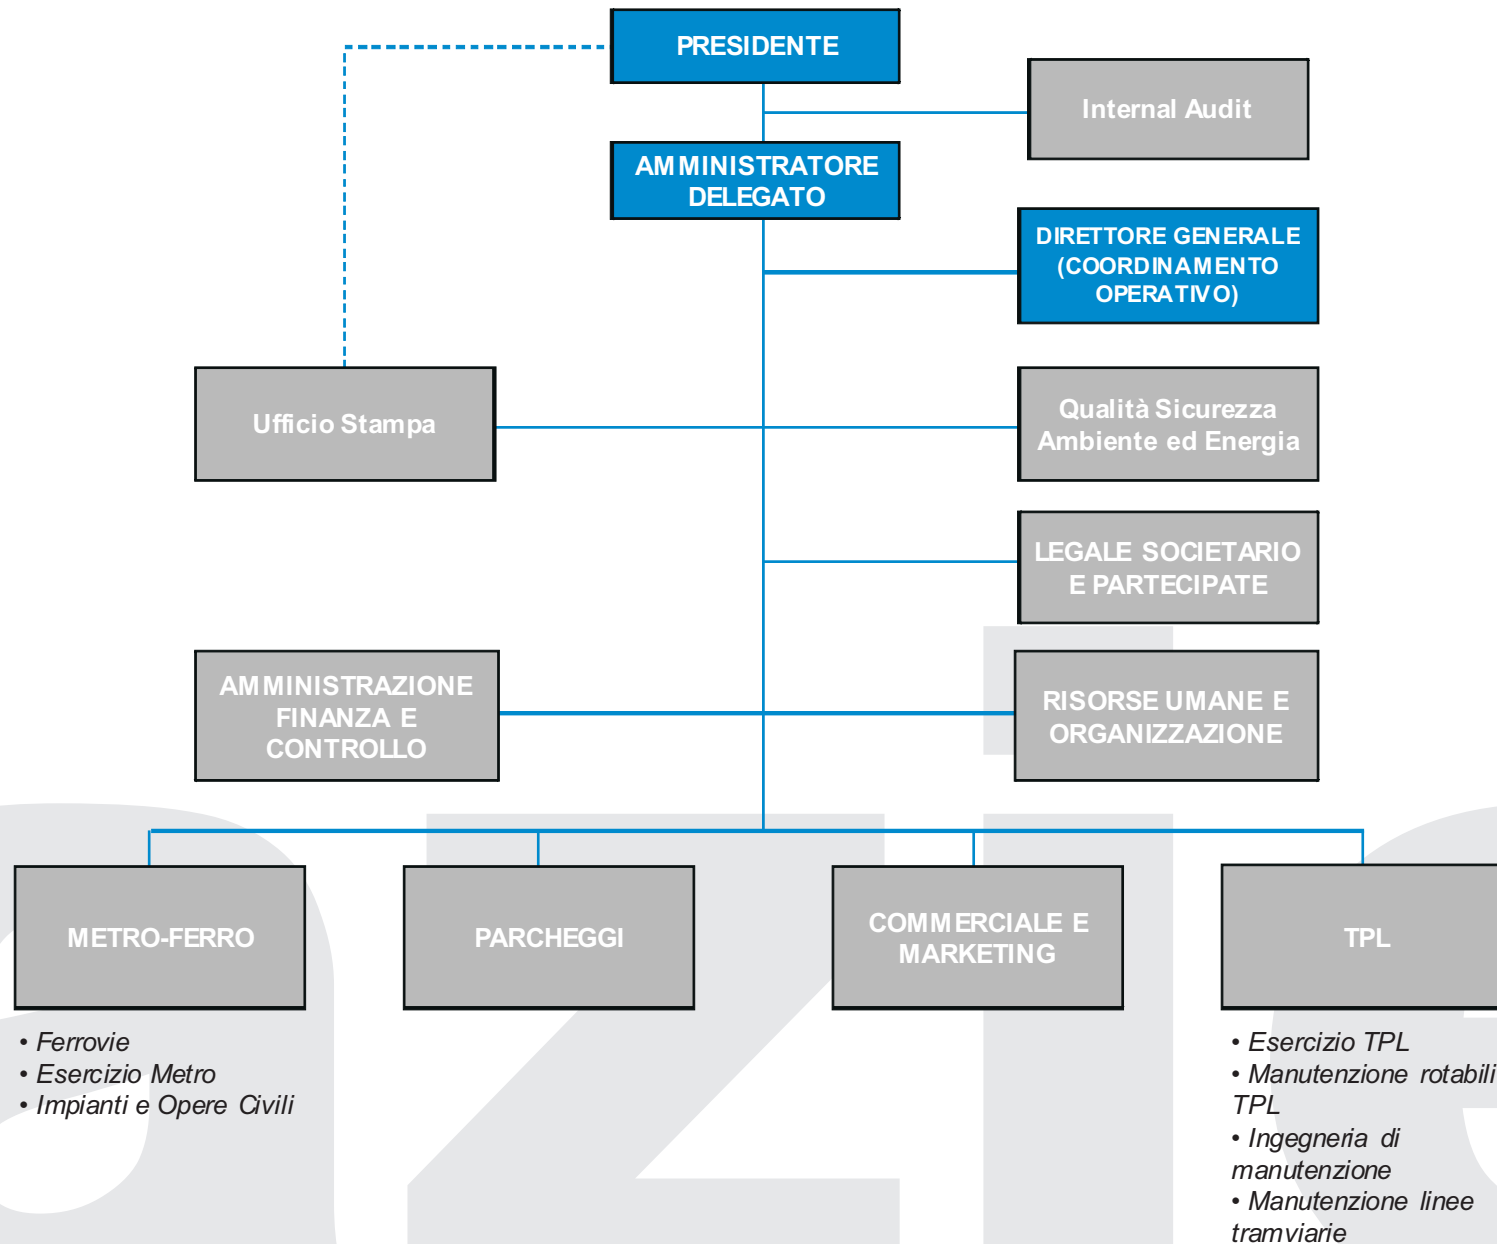 PRESIDENTE
Internal Audit
AMMINISTRATORE
DELEGATO
DIRETTORE GENERALE
(COORDINAMENTO
OPERATIVO)
Ufficio Stampa
Qualità Sicurezza
Ambiente ed Energia
LEGALE SOCIETARIO
E PARTECIPATE
AMMINISTRAZIONE
FINANZA E
CONTROLLO
RISORSE UMANE E
ORGANIZZAZIONE
METRO-FERRO
PARCHEGGI
COMMERCIALE E
MARKETING
TPL
• Ferrovie
• Esercizio Metro
• Impianti e Opere Civili
• Esercizio TPL
• Manutenzione rotabili
TPL
• Ingegneria di
manutenzione
• Manutenzione linee
tramviarie